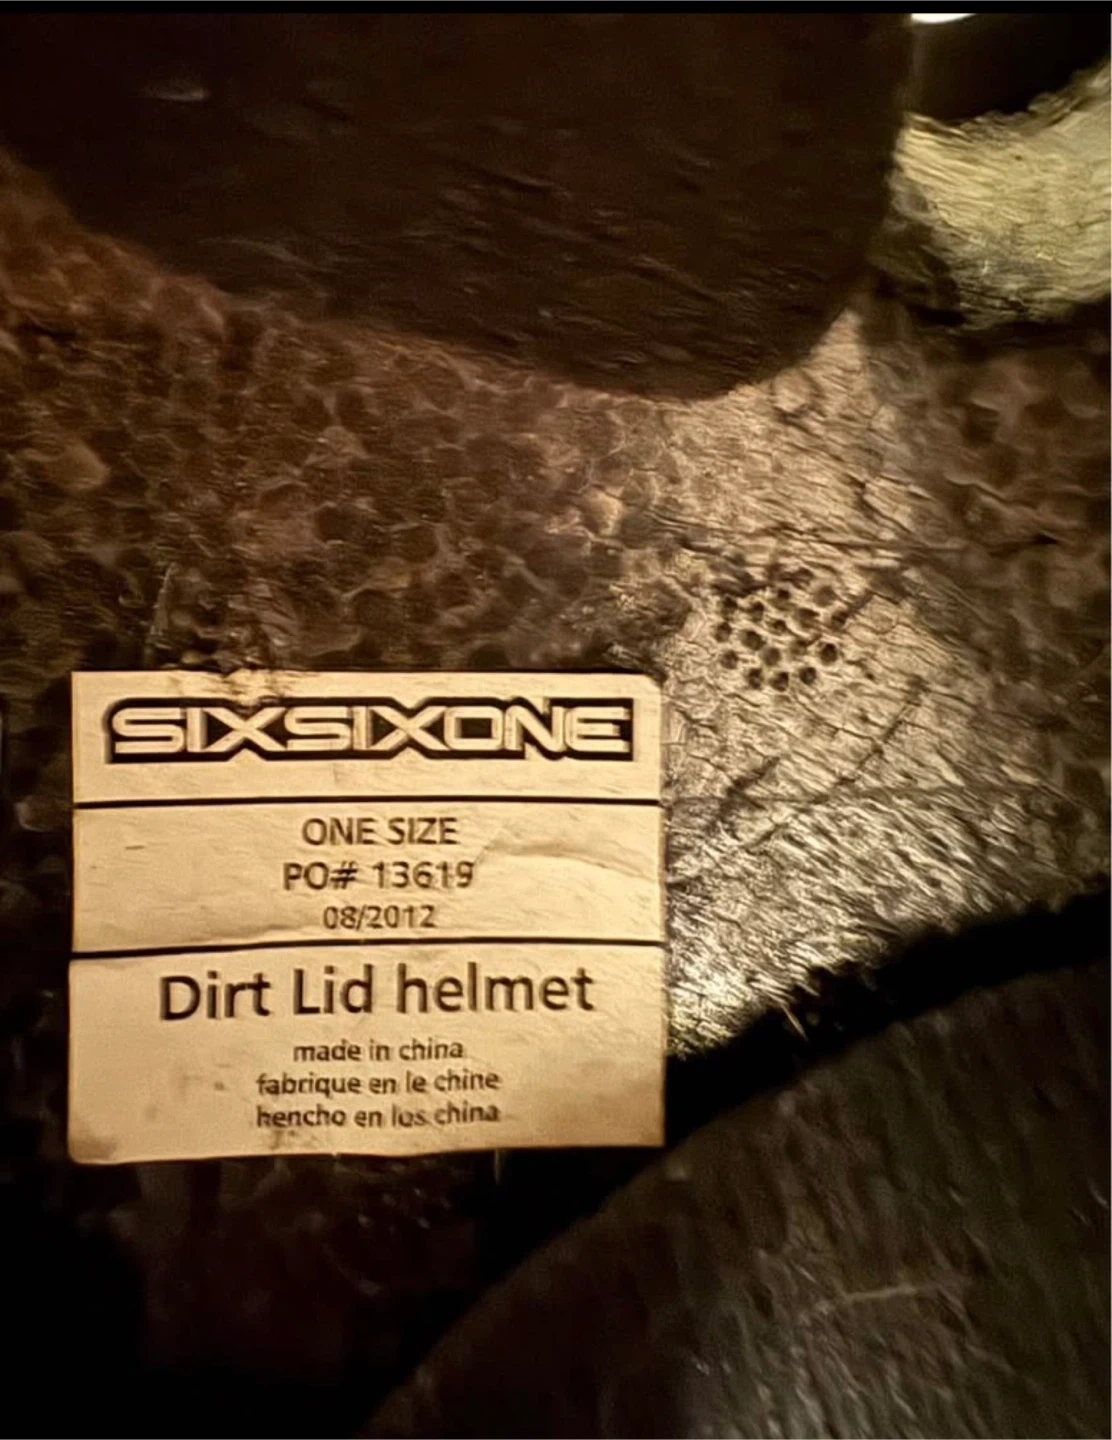 SIXSIXONE
ONE SIZE
PO# 13619
08/2012
Dirt Lid helmet
made in china
fabrique en le chine
hencho en los china